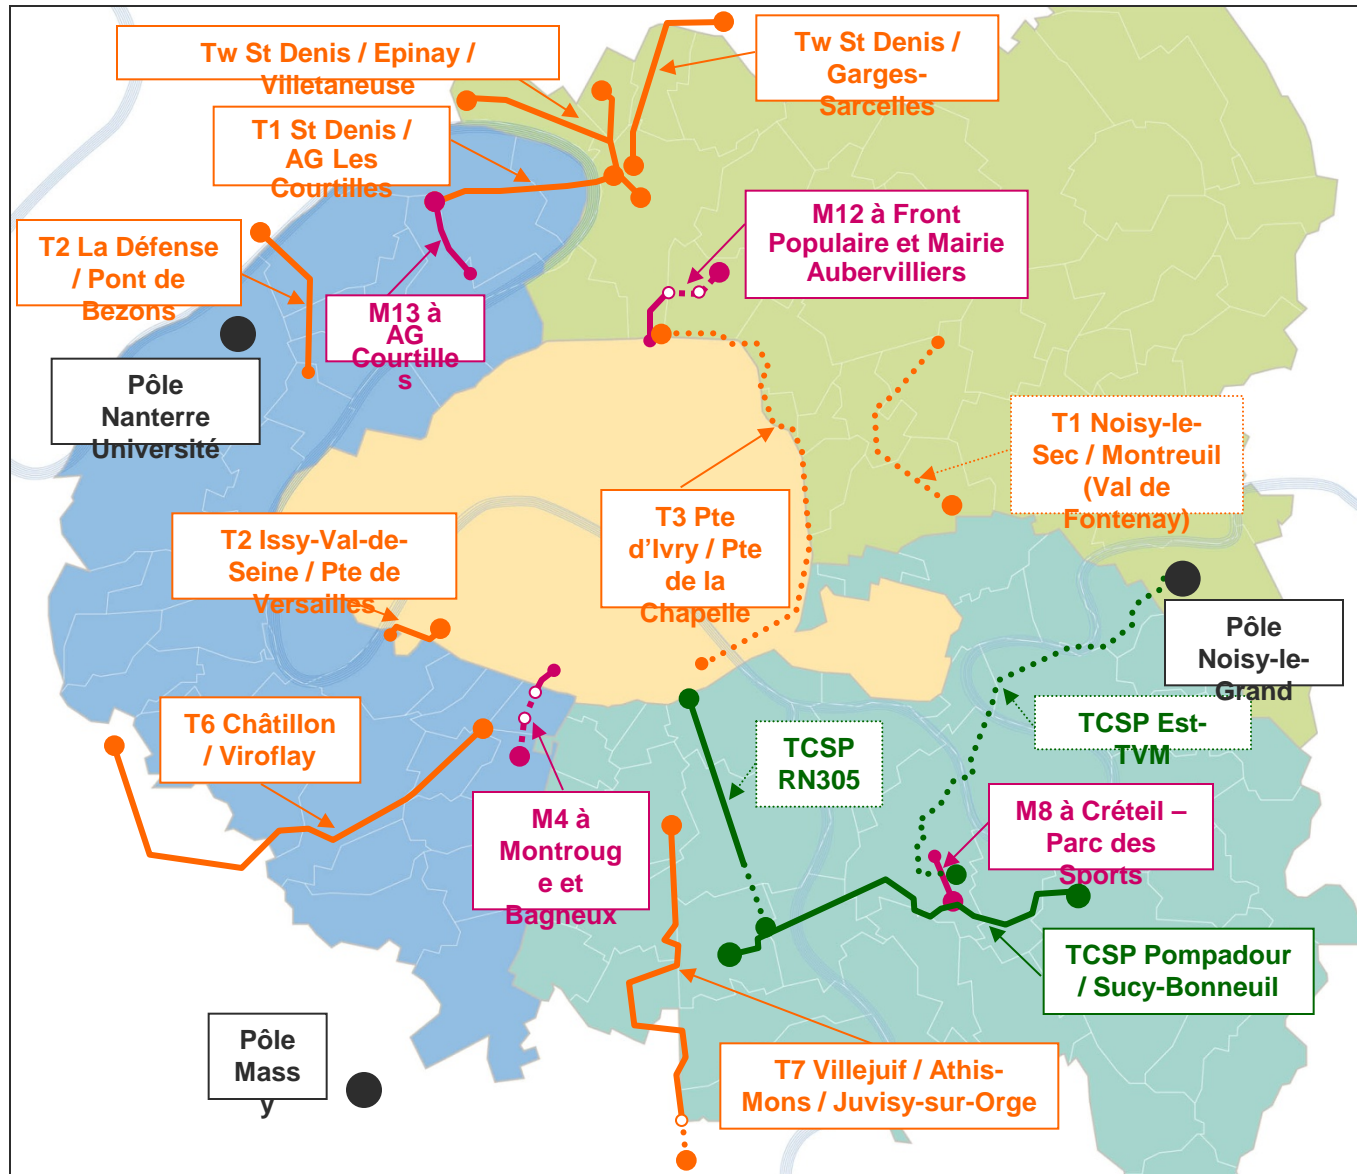 Tw St Denis / Epinay /
Villetaneuse
Tw St Denis /
Garges-
Sarcelles
T1 St Denis /
AG Les
Courtilles
M12 à Front
Populaire et Mairie
Aubervilliers
T2 La Défense
/ Pont de
Bezons
M13 à
AG
Courtille
s
Pôle
Nanterre
Université
T1 Noisy-le-
Sec / Montreuil
(Val de
Fontenay)
T3 Pte
d’Ivry / Pte
de la
Chapelle
T2 Issy-Val-de-
Seine / Pte de
Versailles
Pôle
Noisy-le-
Grand
T6 Châtillon
/ Viroflay
TCSP
RN305
TCSP Est-
TVM
M4 à
Montroug
e et
Bagneux
M8 à Créteil –
Parc des
Sports
TCSP Pompadour
/ Sucy-Bonneuil
Pôle
Mass
y
T7 Villejuif / Athis-
Mons / Juvisy-sur-Orge